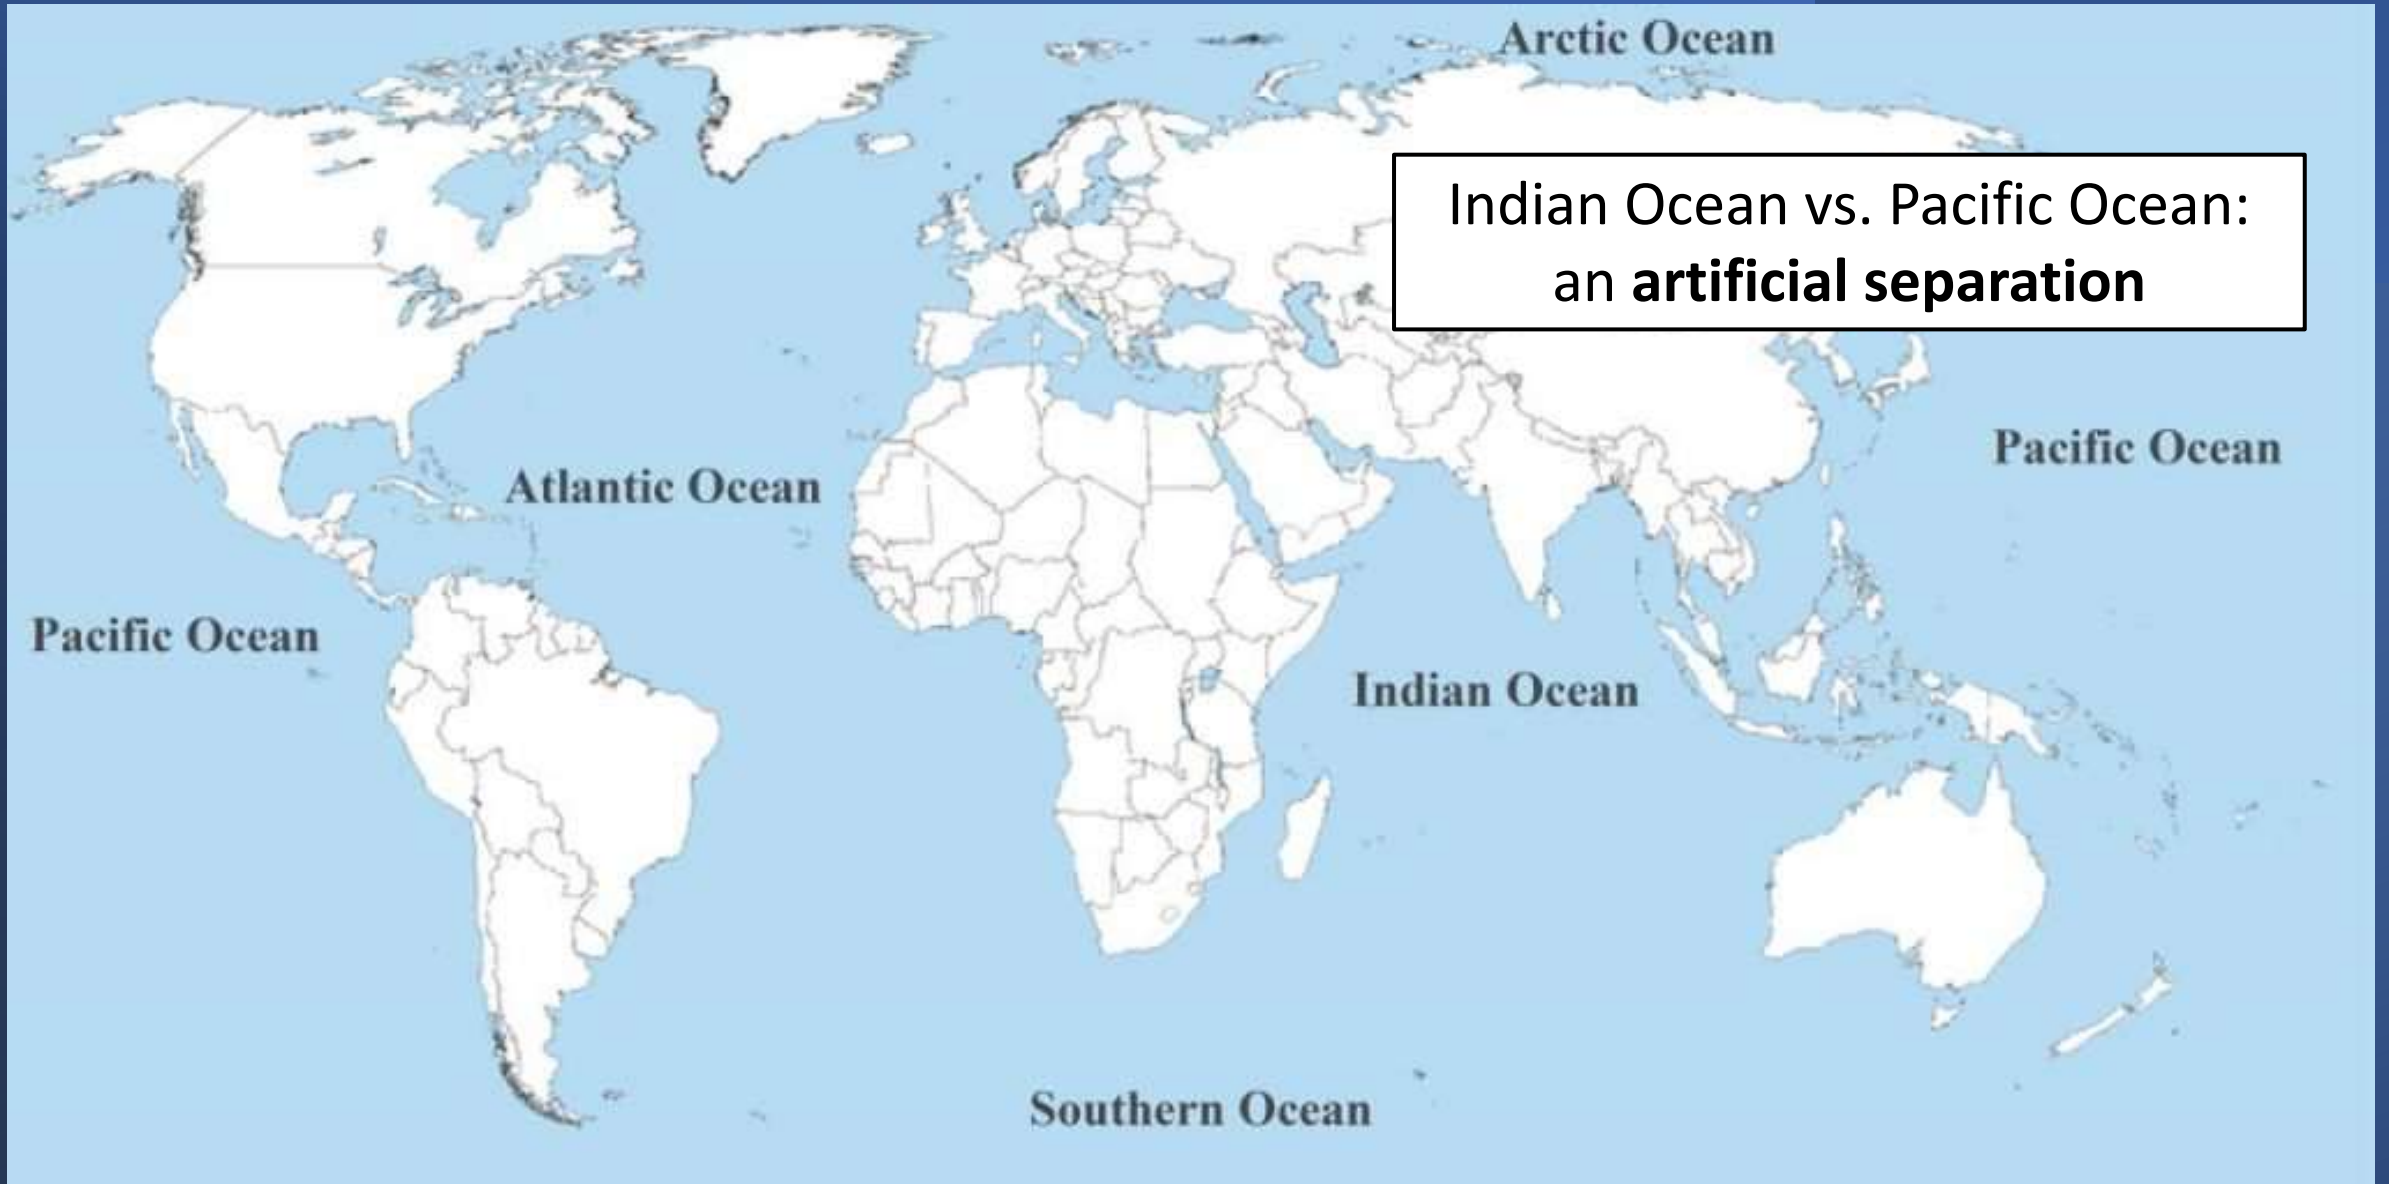 Arctic Ocean
Indian Ocean vs. Pacific Ocean:
an artificial separation
Pacific Ocean
Atlantic Ocean
Pacific Ocean
Indian Ocean
Southern Ocean